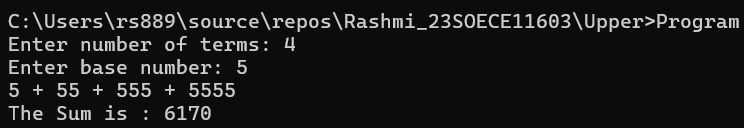 C:\Users\rs889\source\repos\Rashmi_23SOECE11603\Upper>Program
Enter number of terms: 4
Enter base number: 5
5 + 55 + 555 + 5555
The Sum is : 6170